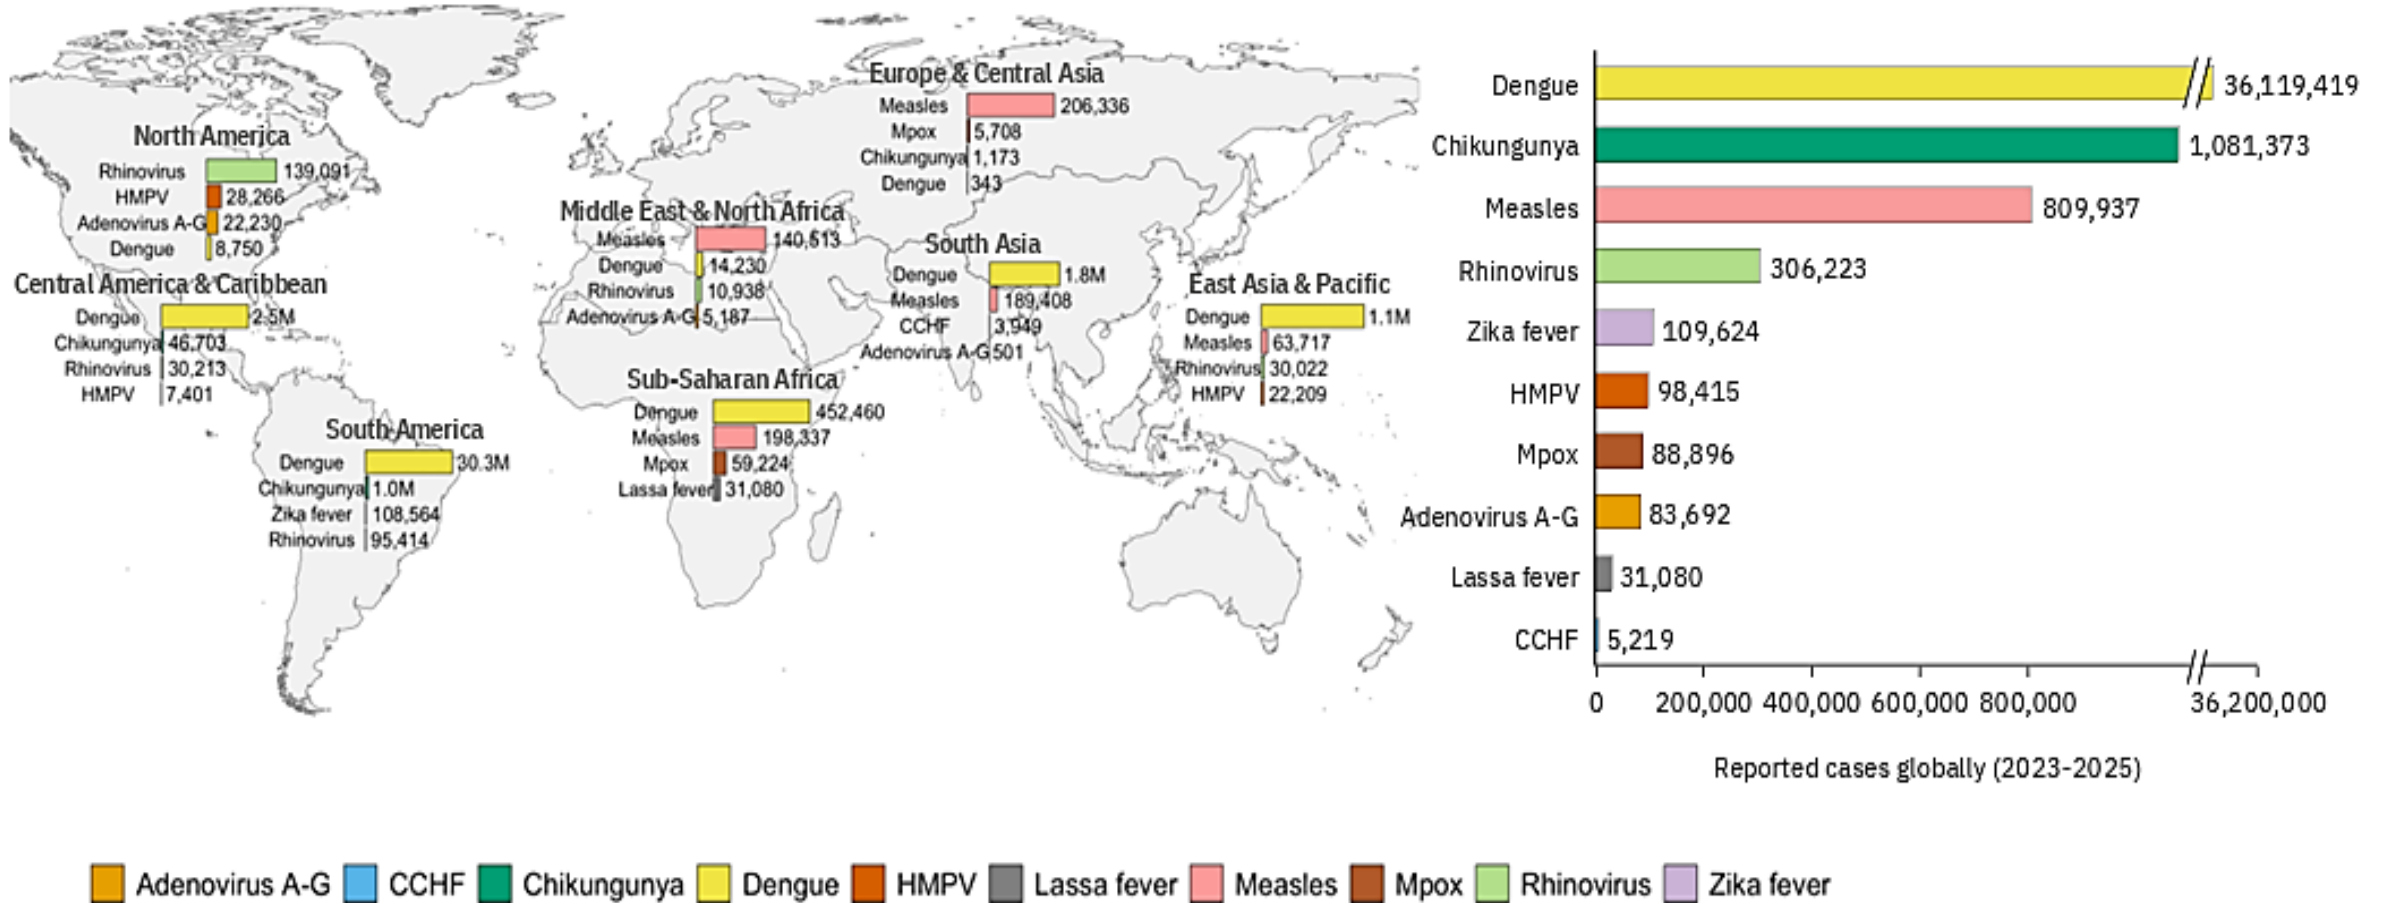 North America
Rhinovirus 139,091
HMPV 28,266
Adenovirus A-G 22,230
Dengue 8,750
Central America & Caribbean
Dengue 2.5M
Chikungunya 46,703
Rhinovirus 30,213
HMPV 7,401
South America
Dengue 30.3M
Chikungunya 1.0M
Zika fever 108,564
Rhinovirus 95,414
Europe & Central Asia
Measles 206,336
Mpox 5,708
Chikungunya 1,173
Dengue 343
Middle East & North Africa
Measles 140,513
Dengue 14,230
Rhinovirus 10,938
Adenovirus A-G 5,187
Sub-Saharan Africa
Dengue 452,460
Measles 198,337
Mpox 59,224
Lassa fever 31,080
South Asia
Dengue 1.8M
Measles 189,408
CCHF 3,949
Adenovirus A-G 501
East Asia & Pacific
Dengue 1.1M
Measles 63,717
Rhinovirus 30,022
HMPV 22,209
Dengue 36,119,419
Chikungunya 1,081,373
Measles 809,937
Rhinovirus 306,223
Zika fever 109,624
HMPV 98,415
Mpox 88,896
Adenovirus A-G 83,692
Lassa fever 31,080
CCHF 5,219
0 200,000 400,000 600,000 800,000 36,200,000
Reported cases globally (2023-2025)
Adenovirus A-G CCHF Chikungunya Dengue HMPV Lassa fever Measles Mpox Rhinovirus Zika fever